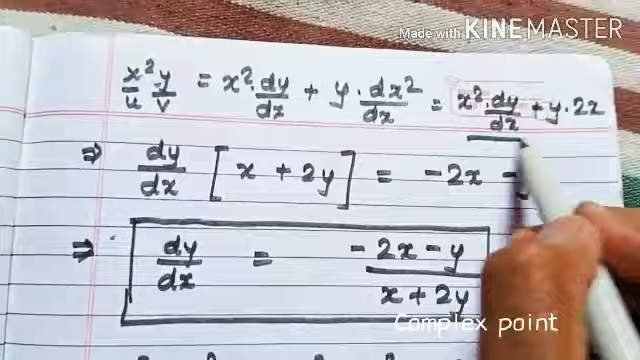 Made with KINEMASTER
x² y = x² · dy/dx + y · dx²/dx = x² · dy/dx + y · 2x
u v
⇒ dy/dx [x + 2y] = -2x -
⇒ dy/dx = (-2x - y)/(x + 2y)
Complex point